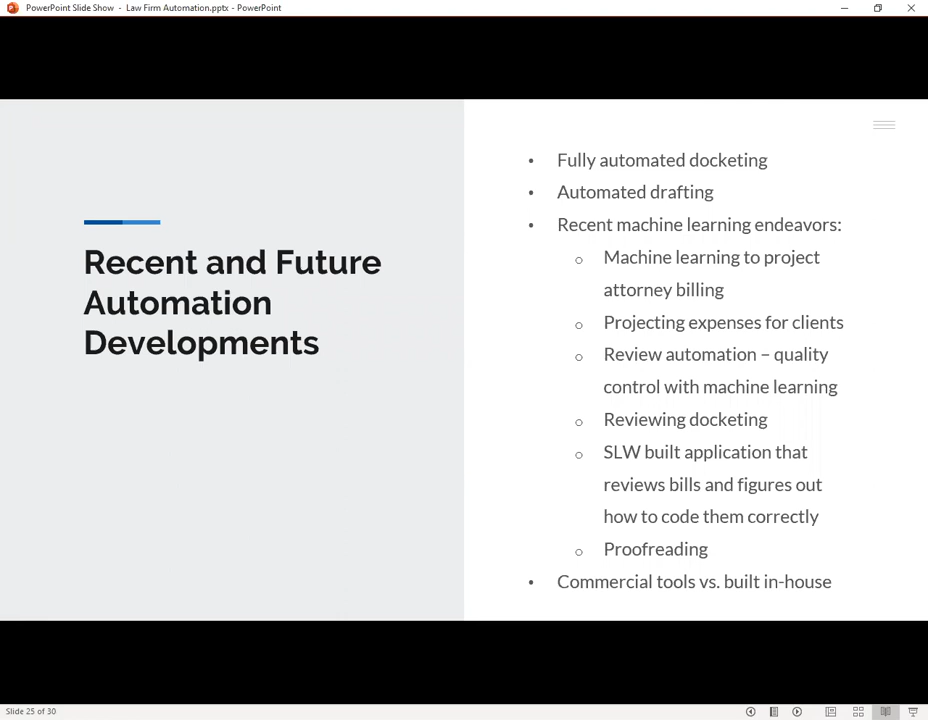 PowerPoint Slide Show - Law Firm Automation.pptx - PowerPoint
Recent and Future
Automation
Developments
• Fully automated docketing
• Automated drafting
• Recent machine learning endeavors:
o Machine learning to project
attorney billing
o Projecting expenses for clients
o Review automation – quality
control with machine learning
o Reviewing docketing
o SLW built application that
reviews bills and figures out
how to code them correctly
o Proofreading
• Commercial tools vs. built in-house
Slide 25 of 30